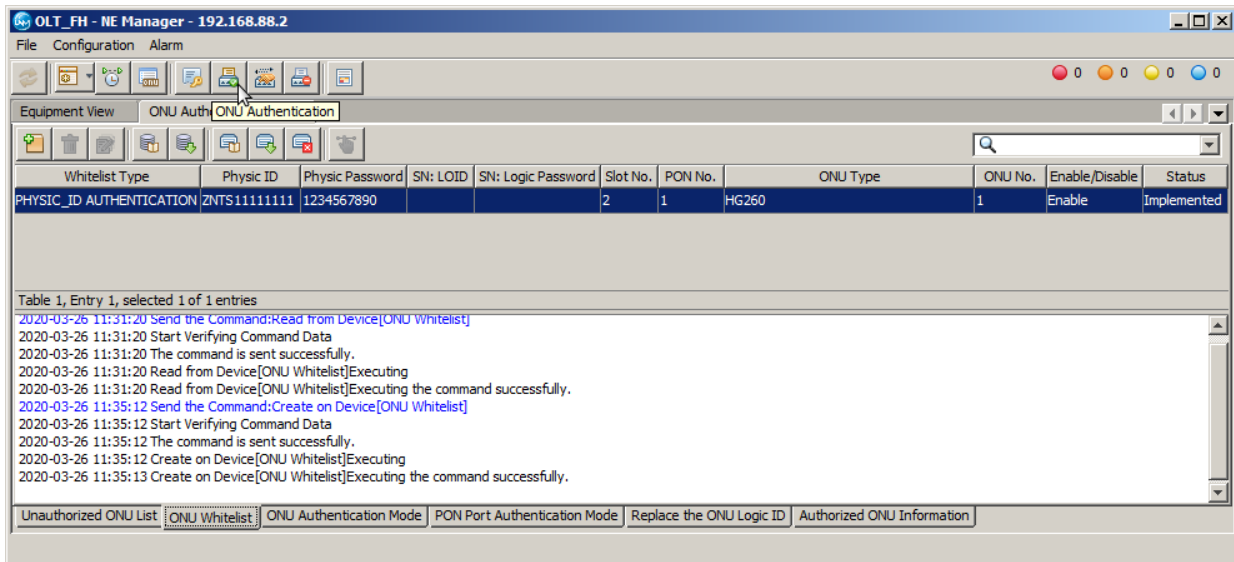 OLT_FH - NE Manager - 192.168.88.2
File Configuration Alarm
0 0 0 0
Equipment View ONU Auth ONU Authentication
Whitelist Type Physic ID Physic Password SN: LOID SN: Logic Password Slot No. PON No. ONU Type ONU No. Enable/Disable Status
PHYSIC_ID AUTHENTICATION ZNTS11111111 1234567890 2 1 HG260 1 Enable Implemented
Table 1, Entry 1, selected 1 of 1 entries
2020-03-26 11:31:20 Send the Command:Read from Device[ONU Whitelist]
2020-03-26 11:31:20 Start Verifying Command Data
2020-03-26 11:31:20 The command is sent successfully.
2020-03-26 11:31:20 Read from Device[ONU Whitelist]Executing
2020-03-26 11:31:20 Read from Device[ONU Whitelist]Executing the command successfully.
2020-03-26 11:35:12 Send the Command:Create on Device[ONU Whitelist]
2020-03-26 11:35:12 Start Verifying Command Data
2020-03-26 11:35:12 The command is sent successfully.
2020-03-26 11:35:12 Create on Device[ONU Whitelist]Executing
2020-03-26 11:35:13 Create on Device[ONU Whitelist]Executing the command successfully.
Unauthorized ONU List ONU Whitelist ONU Authentication Mode PON Port Authentication Mode Replace the ONU Logic ID Authorized ONU Information